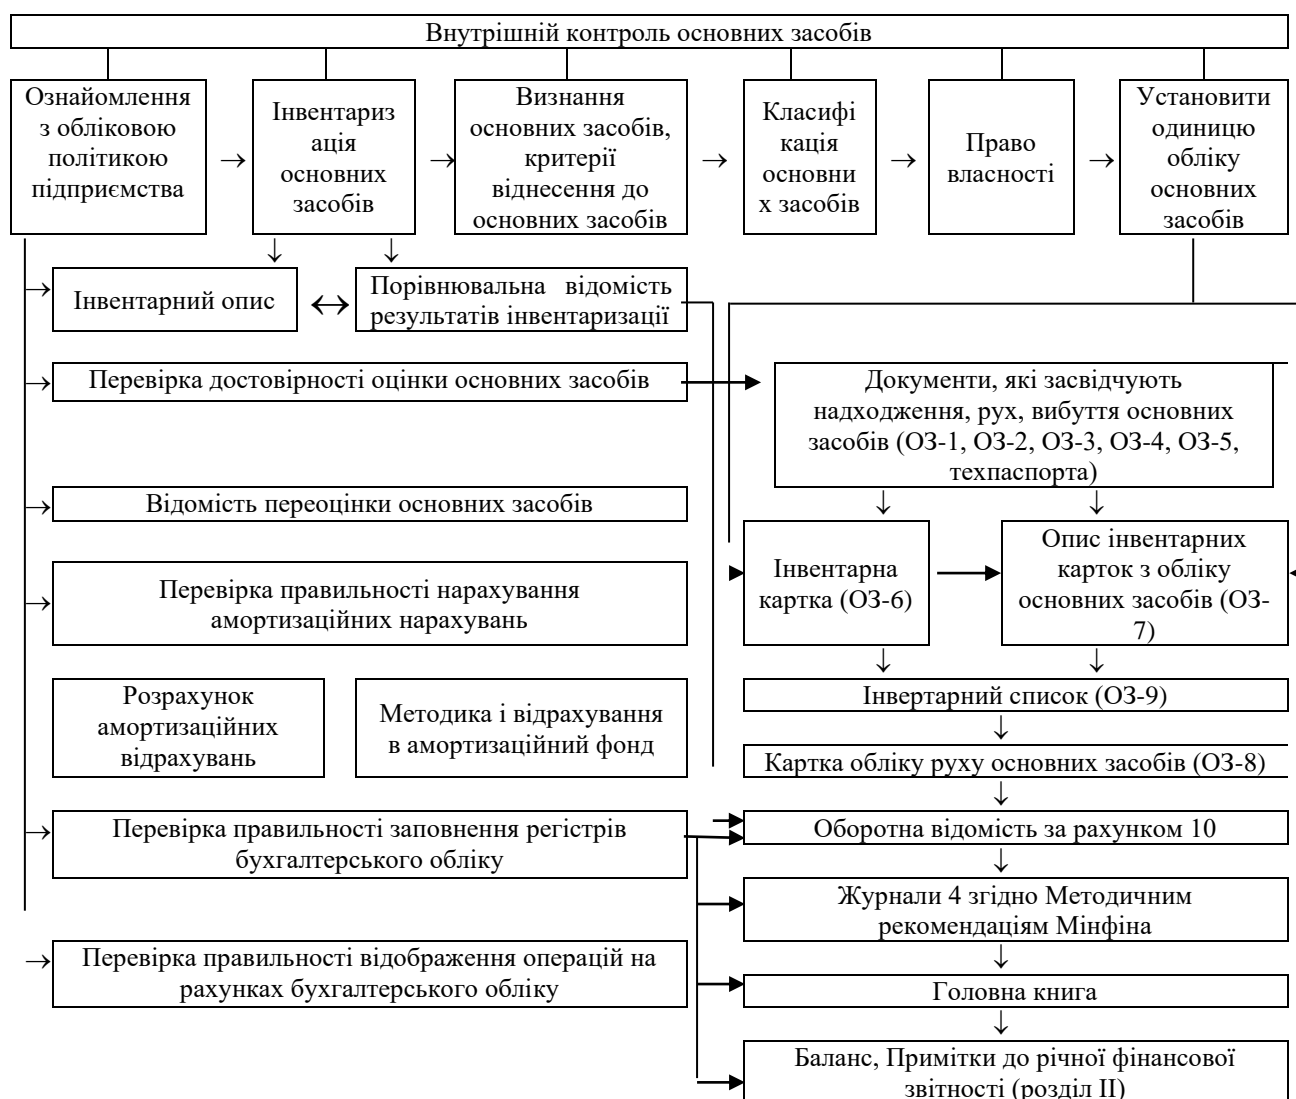 Внутрішній контроль основних засобів
Ознайомлення
з обліковою
політикою
підприємства
Інвентариз
ація
основних
засобів
Визнання
основних засобів,
критерії
віднесення до
основних засобів
Класифі
кація
основни
х засобів
Право
власності
Установити
одиницю
обліку
основних
засобів
Інвентарний опис
Порівнювальна відомість
результатів інвентаризації
Перевірка достовірності оцінки основних засобів
Документи, які засвідчують
надходження, рух, вибуття основних
засобів (ОЗ-1, ОЗ-2, ОЗ-3, ОЗ-4, ОЗ-5,
техпаспорта)
Відомість переоцінки основних засобів
Перевірка правильності нарахування
амортизаційних нарахувань
Інвентарна
картка (ОЗ-6)
Опис інвентарних
карток з обліку
основних засобів (ОЗ-
7)
Розрахунок
амортизаційних
відрахувань
Методика і відрахування
в амортизаційний фонд
Інвертарний список (ОЗ-9)
Картка обліку руху основних засобів (ОЗ-8)
Перевірка правильності заповнення регістрів
бухгалтерського обліку
Оборотна відомість за рахунком 10
Журнали 4 згідно Методичним
рекомендаціям Мінфіна
Перевірка правильності відображення операцій на
рахунках бухгалтерського обліку
Головна книга
Баланс, Примітки до річної фінансової
звітності (розділ ІІ)